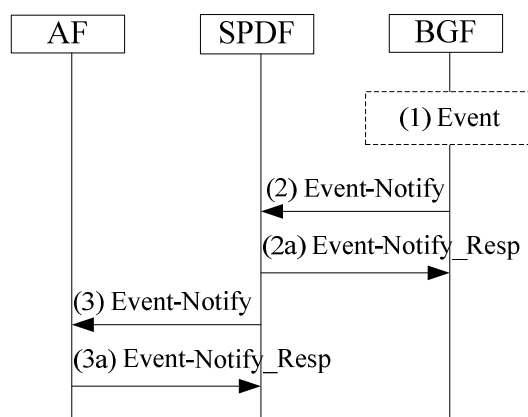 AF
SPDF
BGF
(1) Event
(2) Event-Notify
(2a) Event-Notify_Resp
(3) Event-Notify
(3a) Event-Notify_Resp